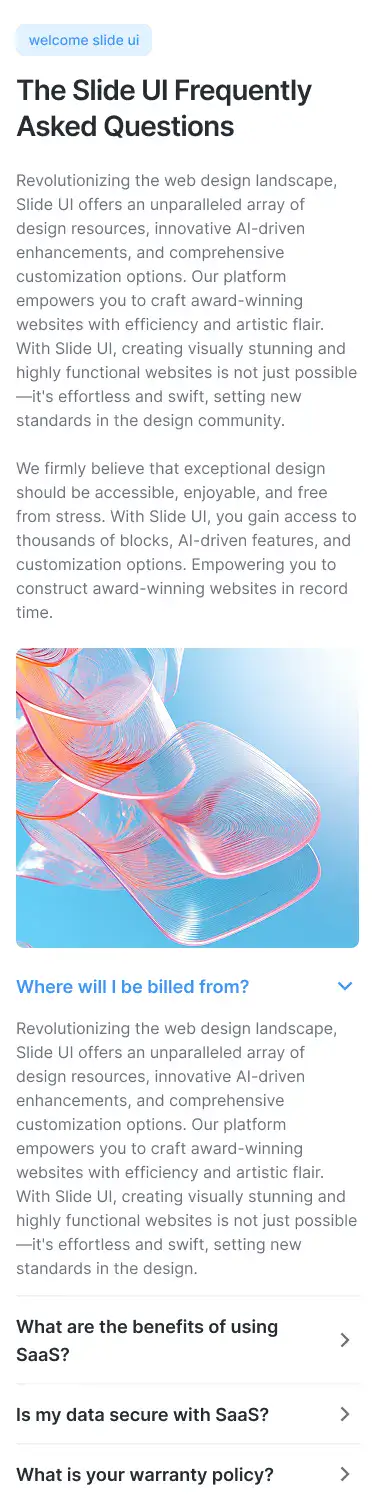 welcome slide ui
The Slide UI Frequently
Asked Questions
Revolutionizing the web design landscape,
Slide UI offers an unparalleled array of
design resources, innovative AI-driven
enhancements, and comprehensive
customization options. Our platform
empowers you to craft award-winning
websites with efficiency and artistic flair.
With Slide UI, creating visually stunning and
highly functional websites is not just possible
—it's effortless and swift, setting new
standards in the design community.
We firmly believe that exceptional design
should be accessible, enjoyable, and free
from stress. With Slide UI, you gain access to
thousands of blocks, AI-driven features, and
customization options. Empowering you to
construct award-winning websites in record
time.
Where will I be billed from?
Revolutionizing the web design landscape,
Slide UI offers an unparalleled array of
design resources, innovative AI-driven
enhancements, and comprehensive
customization options. Our platform
empowers you to craft award-winning
websites with efficiency and artistic flair.
With Slide UI, creating visually stunning and
highly functional websites is not just possible
—it's effortless and swift, setting new
standards in the design.
What are the benefits of using
SaaS?
Is my data secure with SaaS?
What is your warranty policy?